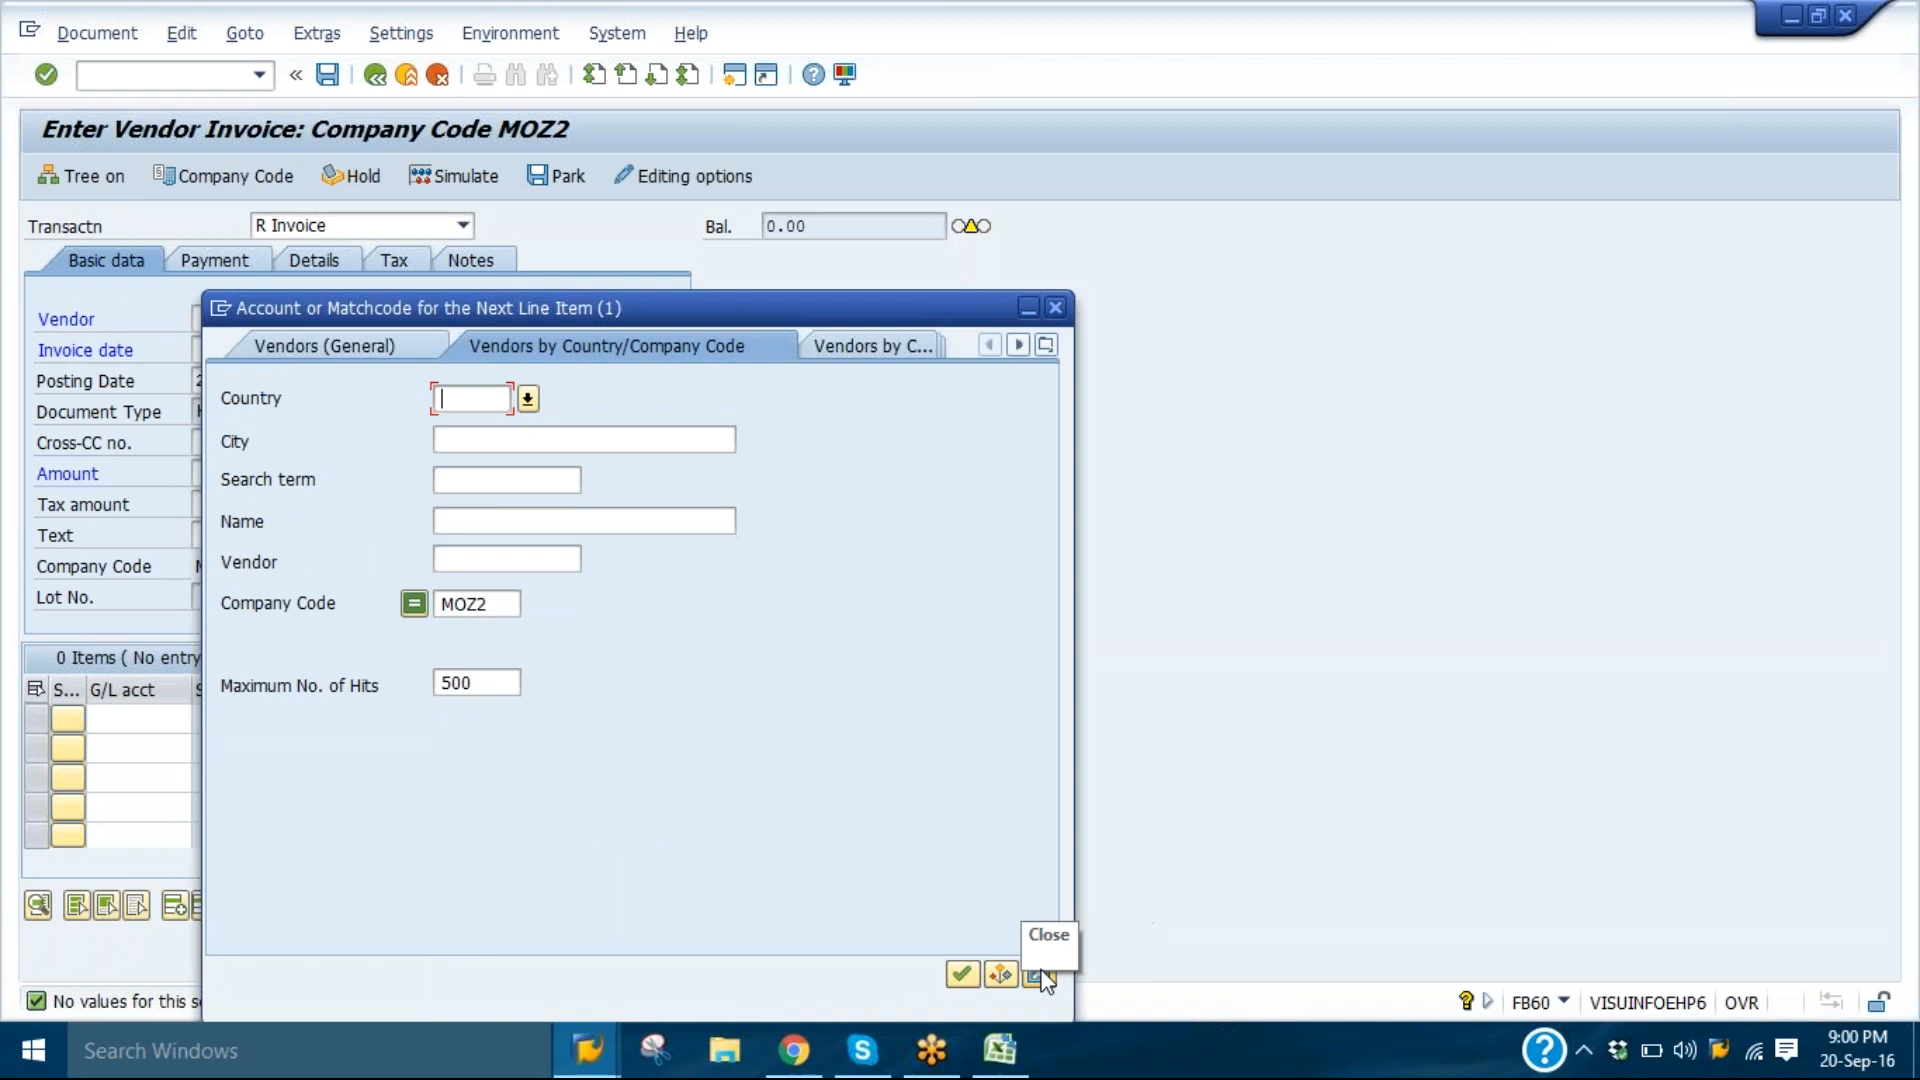 Document Edit Goto Extras Settings Environment System Help
Enter Vendor Invoice: Company Code MOZ2
Tree on Company Code Hold Simulate Park Editing options
Transactn R Invoice Bal. 0.00
Basic data Payment Details Tax Notes
Account or Matchcode for the Next Line Item (1)
Vendors (General) Vendors by Country/Company Code Vendors by C...
Vendor
Invoice date
Posting Date 2
Document Type
Cross-CC no.
Amount
Tax amount
Text
Company Code
Lot No.
Country
City
Search term
Name
Vendor
Company Code = MOZ2
Maximum No. of Hits 500
0 Items ( No entry
S... G/L acct S
Close
No values for this s
FB60 VISUINFOEHP6 OVR
Search Windows
9:00 PM
20-Sep-16